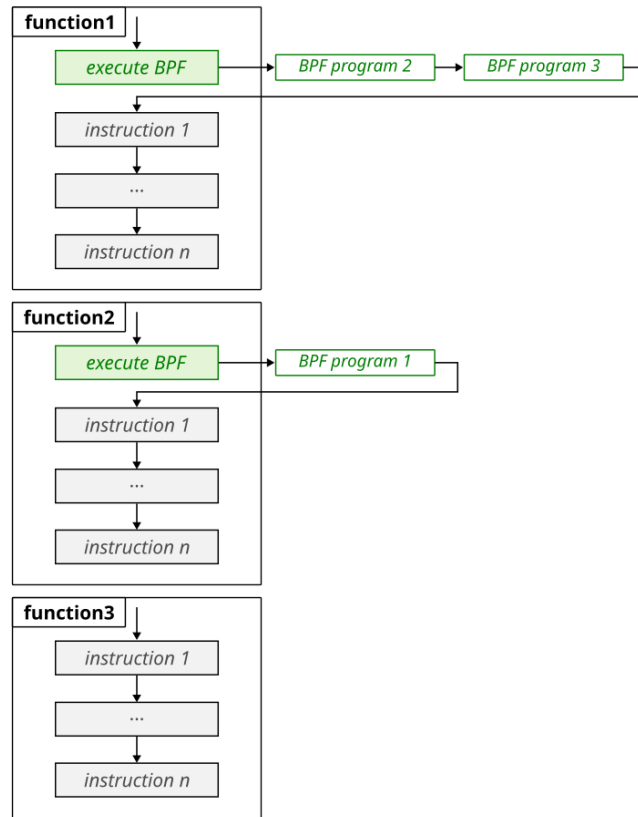 function1
execute BPF
BPF program 2
BPF program 3
instruction 1
...
instruction n
function2
execute BPF
BPF program 1
instruction 1
...
instruction n
function3
instruction 1
...
instruction n